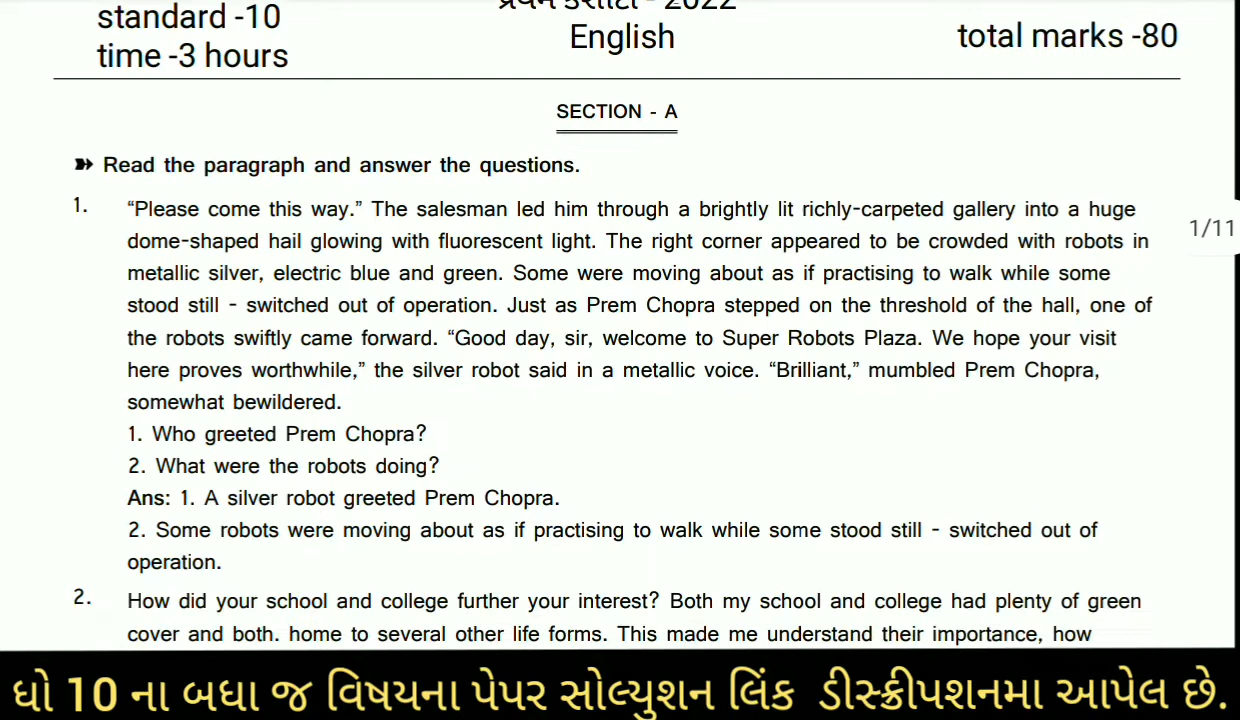 standard -10
પ્રથમ કસોટી - 2022
time -3 hours
English
total marks -80
SECTION - A
Read the paragraph and answer the questions.
1. “Please come this way.” The salesman led him through a brightly lit richly-carpeted gallery into a huge
dome-shaped hail glowing with fluorescent light. The right corner appeared to be crowded with robots in
metallic silver, electric blue and green. Some were moving about as if practising to walk while some
stood still - switched out of operation. Just as Prem Chopra stepped on the threshold of the hall, one of
the robots swiftly came forward. “Good day, sir, welcome to Super Robots Plaza. We hope your visit
here proves worthwhile,” the silver robot said in a metallic voice. “Brilliant,” mumbled Prem Chopra,
somewhat bewildered.
1. Who greeted Prem Chopra?
2. What were the robots doing?
Ans: 1. A silver robot greeted Prem Chopra.
2. Some robots were moving about as if practising to walk while some stood still - switched out of
operation.
2. How did your school and college further your interest? Both my school and college had plenty of green
cover and both. home to several other life forms. This made me understand their importance, how
1/11
ધો 10 ના બધા જ વિષયના પેપર સોલ્યુશન લિંક ડીસ્ક્રીપશનમા આપેલ છે.